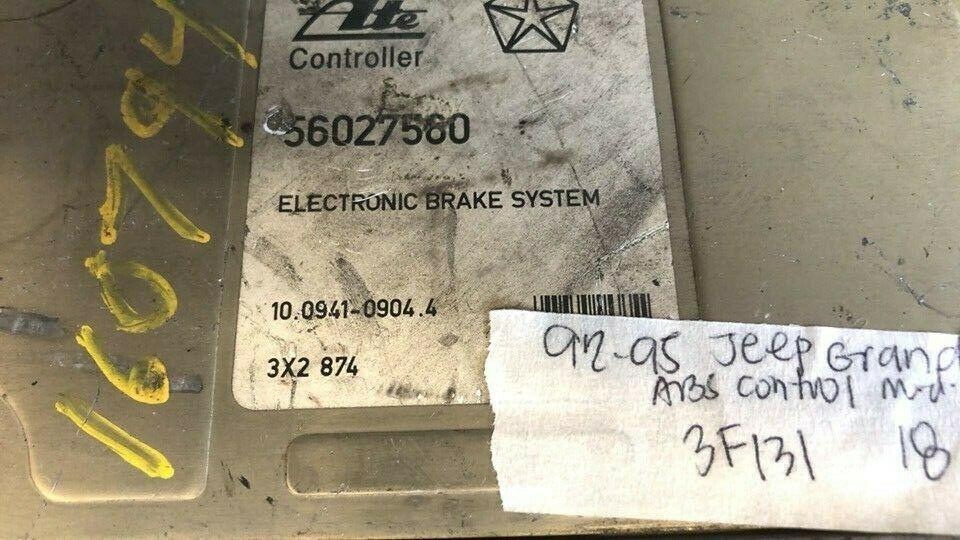 Ate
Controller
56027560
ELECTRONIC BRAKE SYSTEM
10.0941-0904.4
3X2 874
92-95 Jeep Grand
ABS Control
3F131 18